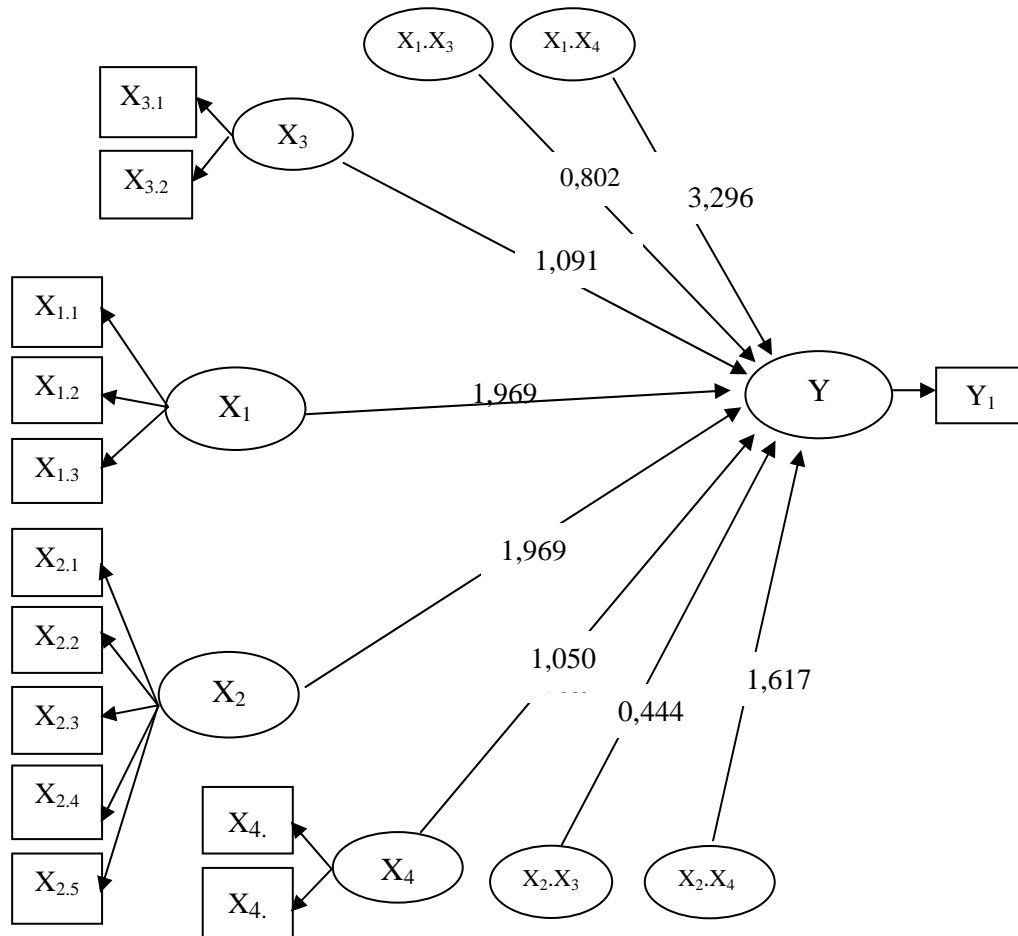 X₁.X₃ X₁.X₄
X₃.₁
X₃
X₃.₂
0,802
3,296
1,091
X₁.₁
X₁.₂
X₁
1,969
Y
Y₁
X₁.₃
X₂.₁
1,969
X₂.₂
1,050
X₂
1,617
X₂.₃
0,444
X₂.₄
X₄.
X₄
X₂.X₃
X₂.X₄
X₂.₅
X₄.